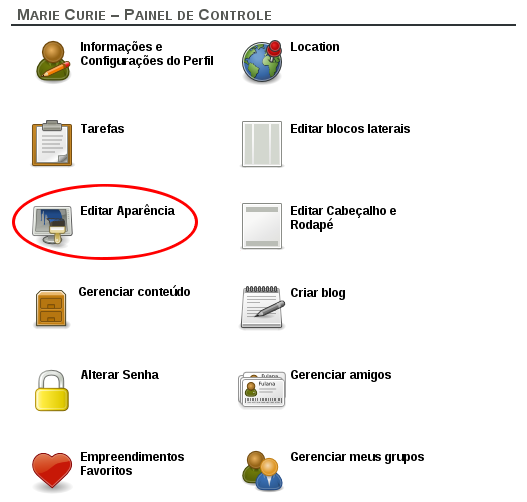 Marie Curie – Painel de Controle
Informações e
Configurações do Perfil
Location
Tarefas
Editar blocos laterais
Editar Aparência
Editar Cabeçalho e
Rodapé
Gerenciar conteúdo
Criar blog
Alterar Senha
Fulana
Fulana
Gerenciar amigos
Empreendimentos
Favoritos
Gerenciar meus grupos